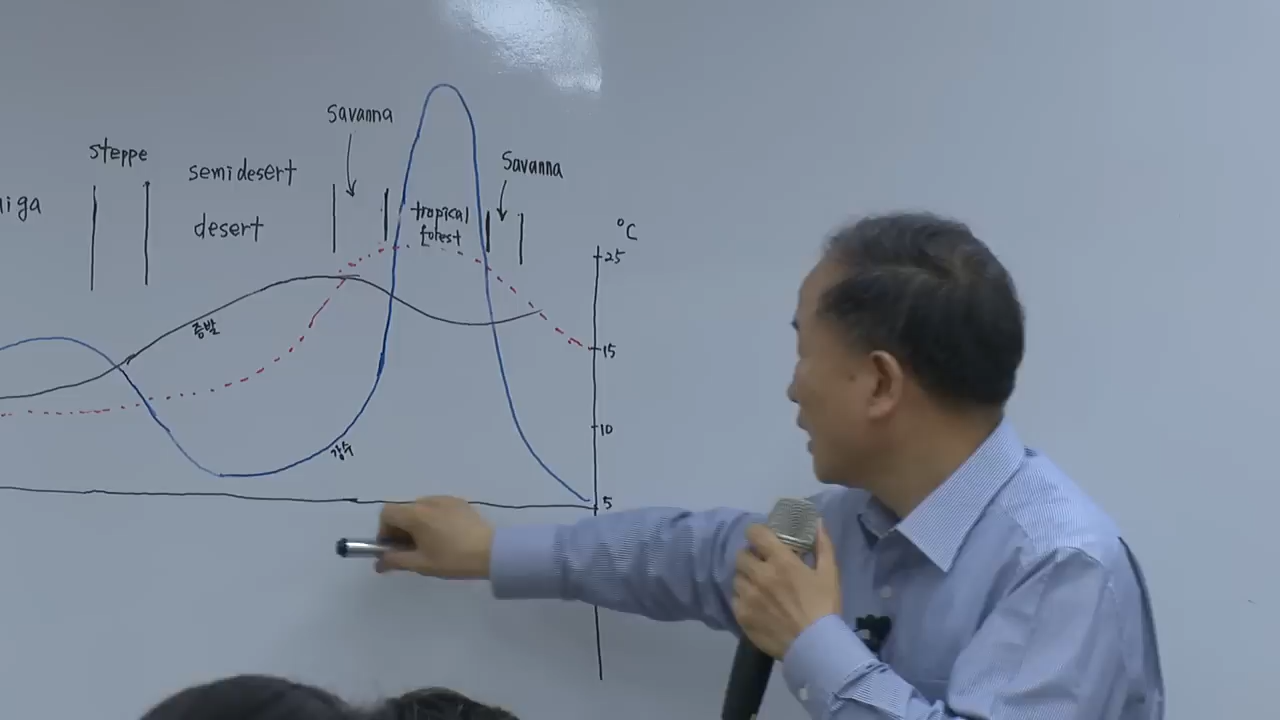 Savanna
steppe
semidesert
Savanna
iga
desert
tropical
forest
°C
25
증발
15
10
강수
5